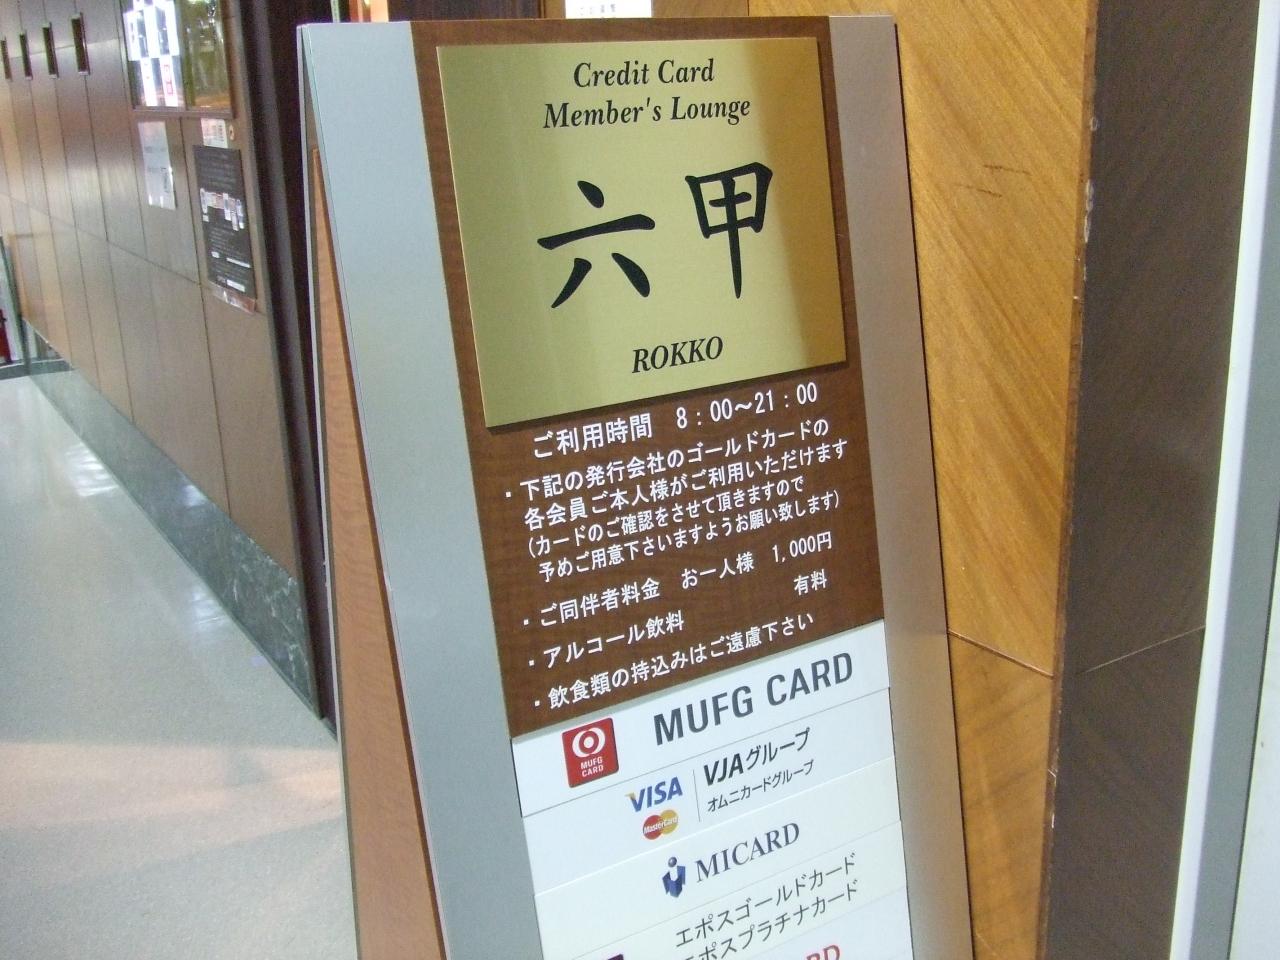 Credit Card
Member's Lounge
六甲
ROKKO
ご利用時間　8：00～21：00
・下記の発行会社のゴールドカードの
各会員ご本人様がご利用いただけます
（カードのご確認をさせて頂きますので
予めご用意下さいますようお願い致します）
・ご同伴者料金　お一人様　1,000円
・アルコール飲料　有料
・飲食類の持込みはご遠慮下さい
MUFG CARD
MUFG
CARD
VISA
MasterCard
VJAグループ
オムニカードグループ
MICARD
エポスゴールドカード
エポスプラチナカード